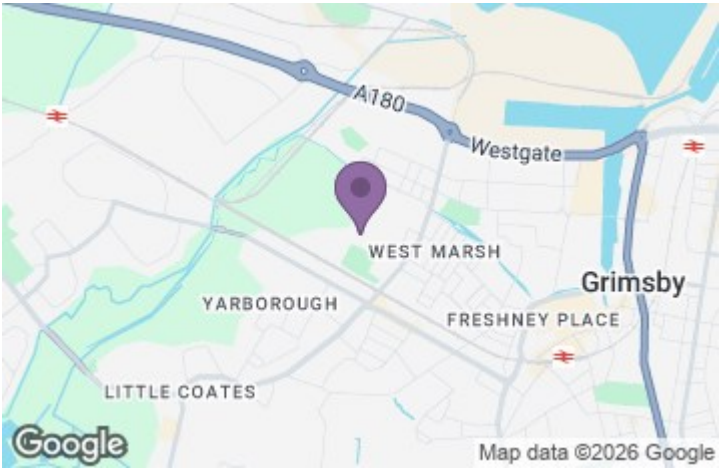 A180
Westgate
WEST MARSH
Grimsby
YARBOROUGH
FRESHNEY PLACE
LITTLE COATES
Google
Map data ©2026 Google